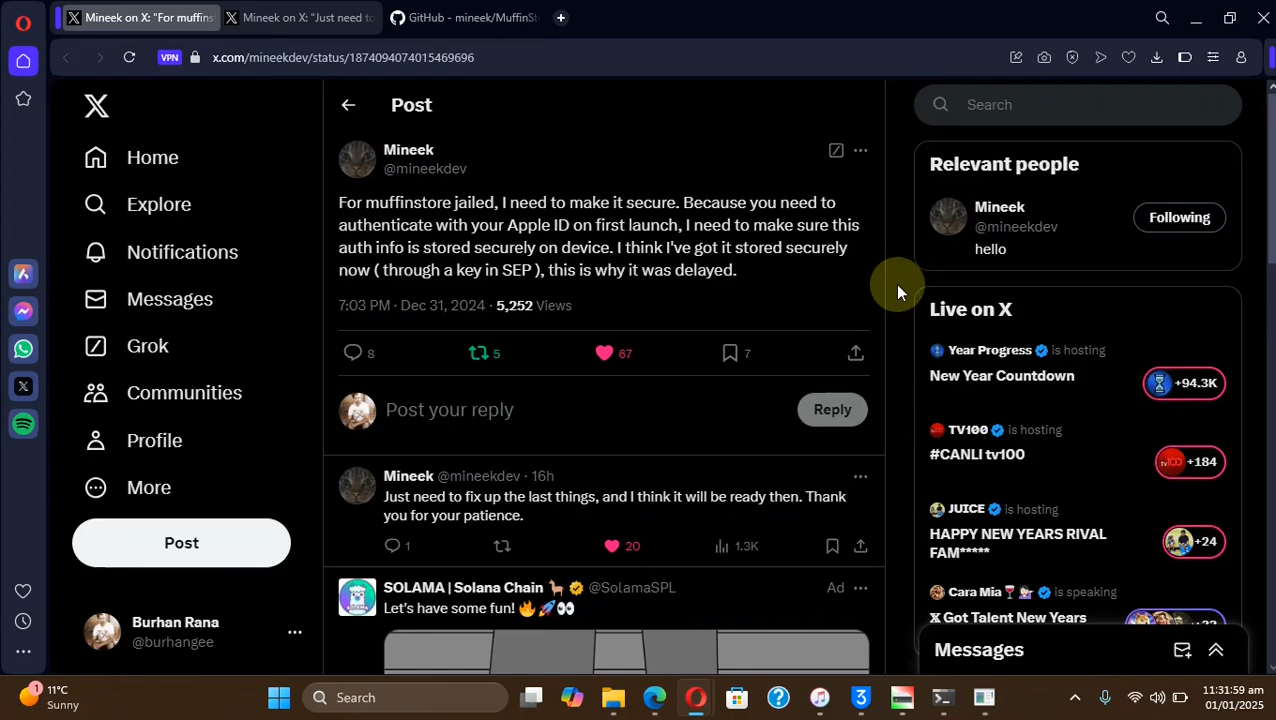 Mineek on X: "For muffins
Mineek on X: "Just need to
GitHub - mineek/MuffinSt
VPN
x.com/mineekdev/status/1874094074015469696
Home
Explore
Notifications
Messages
Grok
Communities
Profile
More
Post
Burhan Rana
@burhangee
Post
Mineek
@mineekdev
For muffinstore jailed, I need to make it secure. Because you need to
authenticate with your Apple ID on first launch, I need to make sure this
auth info is stored securely on device. I think I've got it stored securely
now ( through a key in SEP ), this is why it was delayed.
7:03 PM · Dec 31, 2024 · 5,252 Views
8 5 67 7
Post your reply
Reply
Mineek @mineekdev · 16h
Just need to fix up the last things, and I think it will be ready then. Thank
you for your patience.
1 20 1.3K
SOLAMA | Solana Chain @SolamaSPL Ad
Let's have some fun!
Search
Relevant people
Mineek
@mineekdev
hello
Following
Live on X
Year Progress is hosting
New Year Countdown
+94.3K
TV100 is hosting
#CANLI tv100
+184
JUICE is hosting
HAPPY NEW YEARS RIVAL
FAM*****
+24
Cara Mia is speaking
X Got Talent New Years
Messages
1
11°C
Sunny
Search
11:31:59 AM
01/01/2025